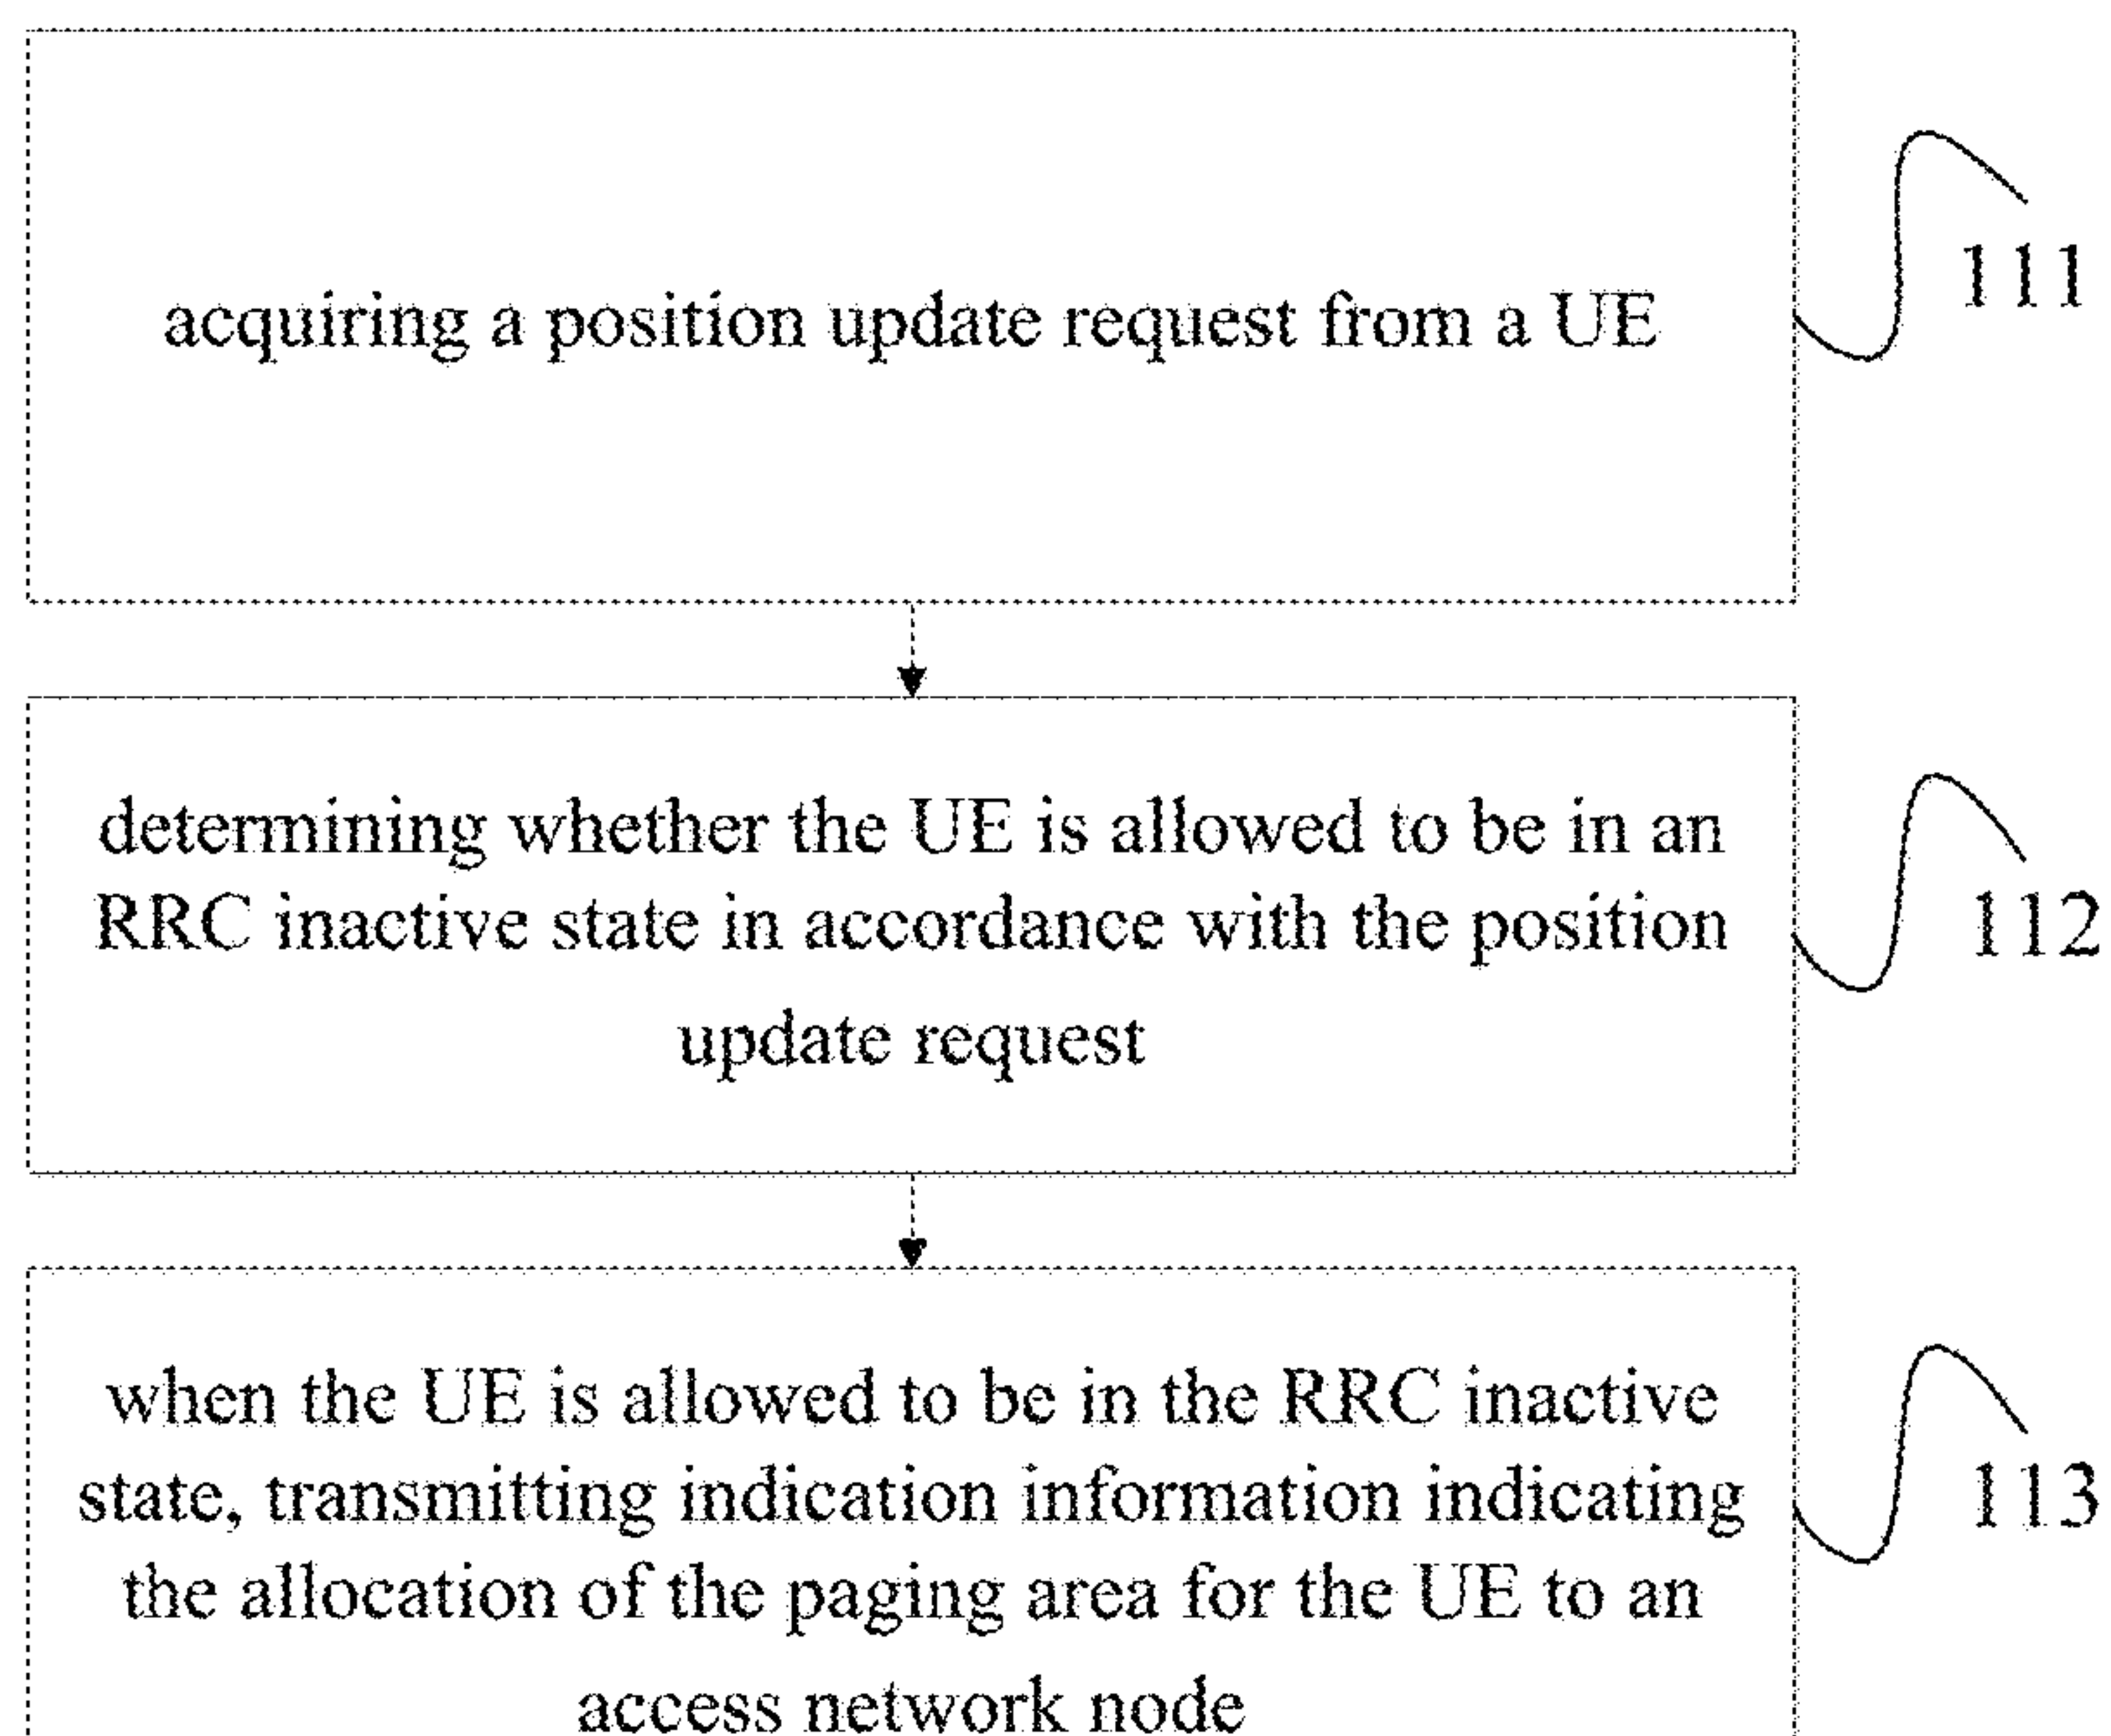 acquiring a position update request from a UE
111
determining whether the UE is allowed to be in an
RRC inactive state in accordance with the position
update request
112
when the UE is allowed to be in the RRC inactive
state, transmitting indication information indicating
the allocation of the paging area for the UE to an
access network node
113